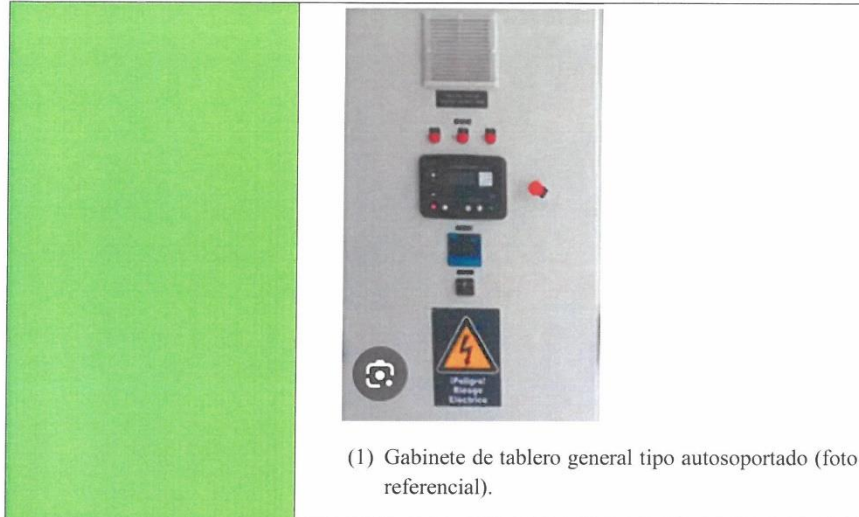 ¡Peligro!
Riesgo
Eléctrico
(1) Gabinete de tablero general tipo autosoportado (foto
referencial).